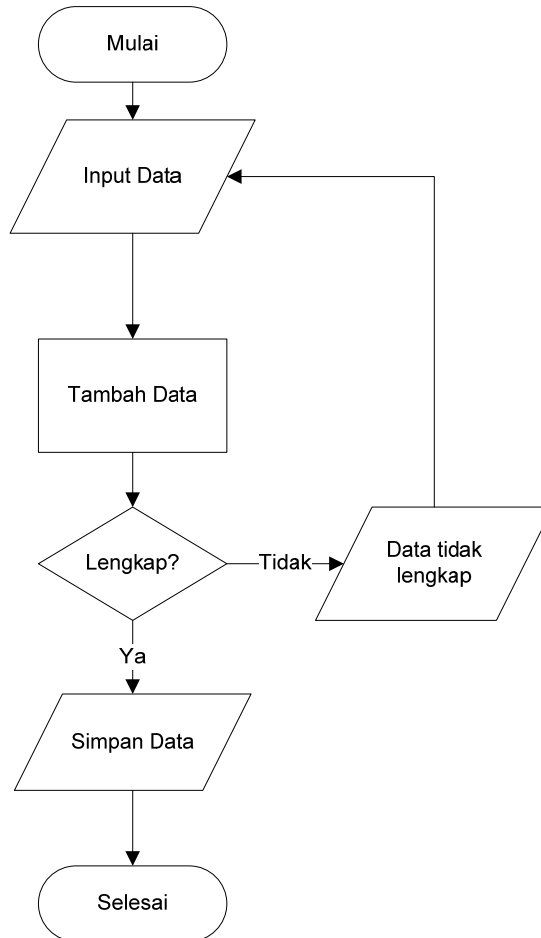 Mulai
Input Data
Tambah Data
Lengkap?
Tidak
Data tidak
lengkap
Ya
Simpan Data
Selesai